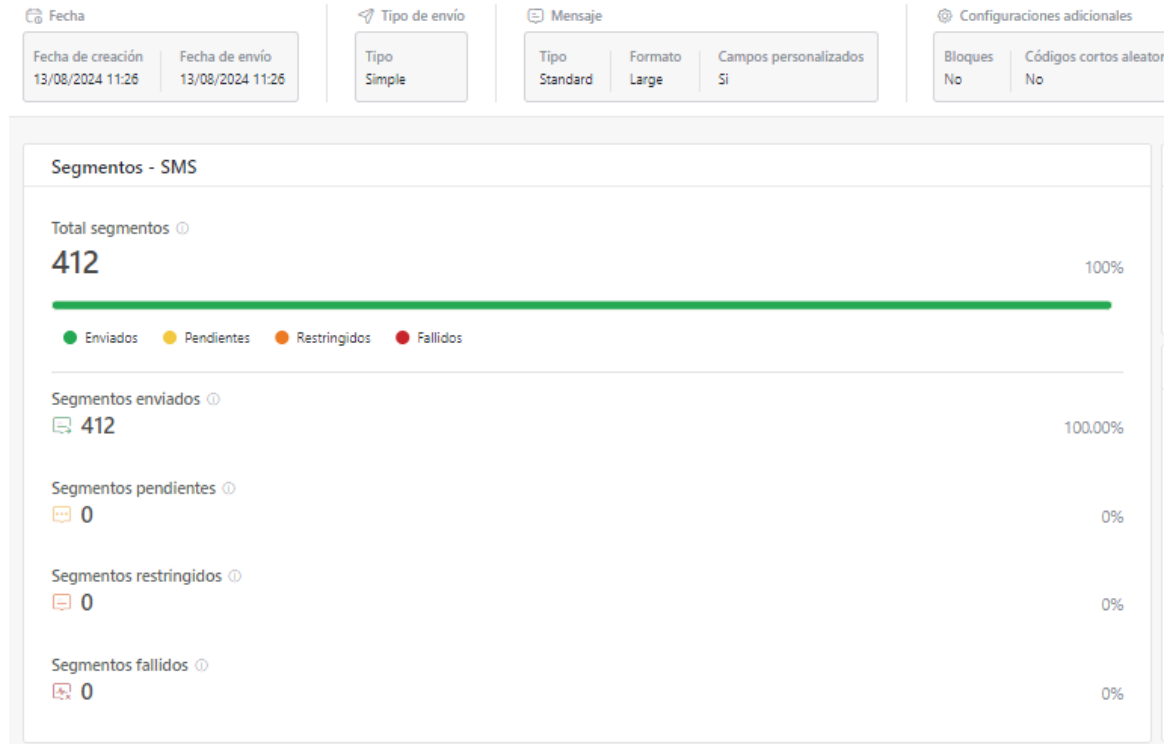 Fecha
Tipo de envío
Mensaje
Configuraciones adicionales
Fecha de creación
Fecha de envío
Tipo
Tipo
Formato
Campos personalizados
Bloques
Códigos cortos aleator
13/08/2024 11:26
13/08/2024 11:26
Simple
Standard
Large
Si
No
No
Segmentos - SMS
Total segmentos
412
100%
Enviados
Pendientes
Restringidos
Fallidos
Segmentos enviados
412
100.00%
Segmentos pendientes
0
0%
Segmentos restringidos
0
0%
Segmentos fallidos
0
0%